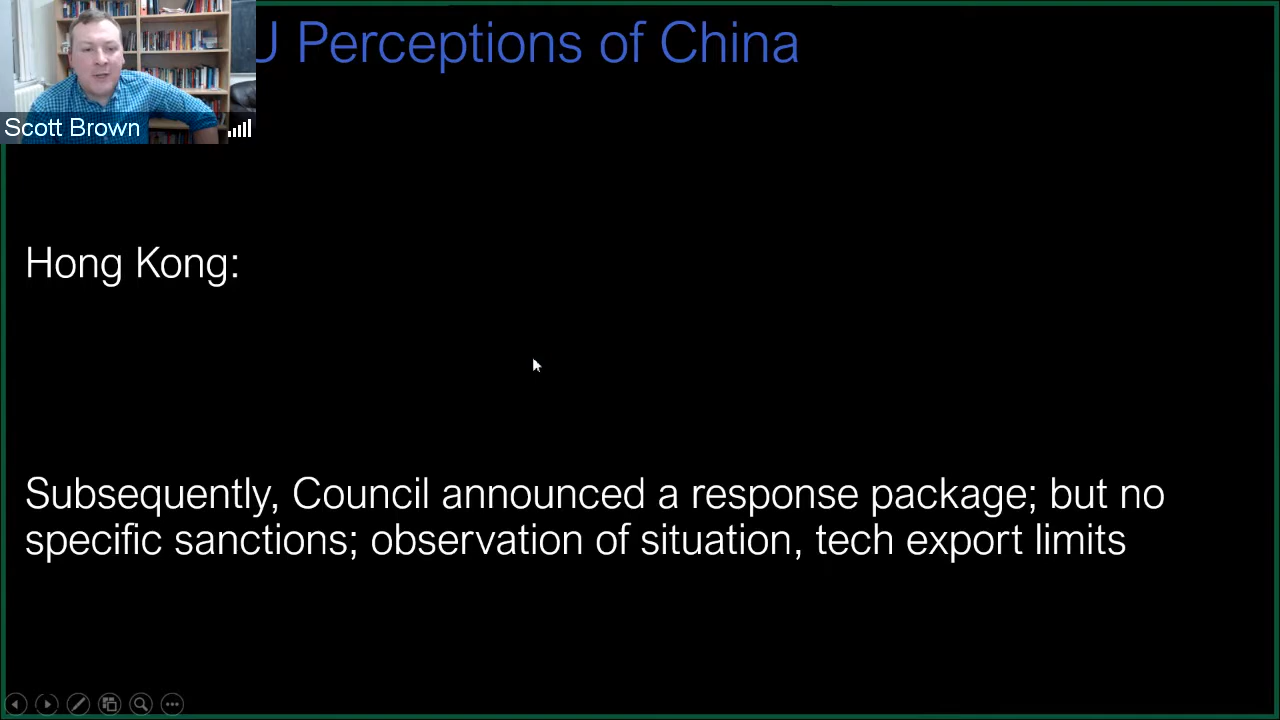 U Perceptions of China
Scott Brown
Hong Kong:
Subsequently, Council announced a response package; but no
specific sanctions; observation of situation, tech export limits